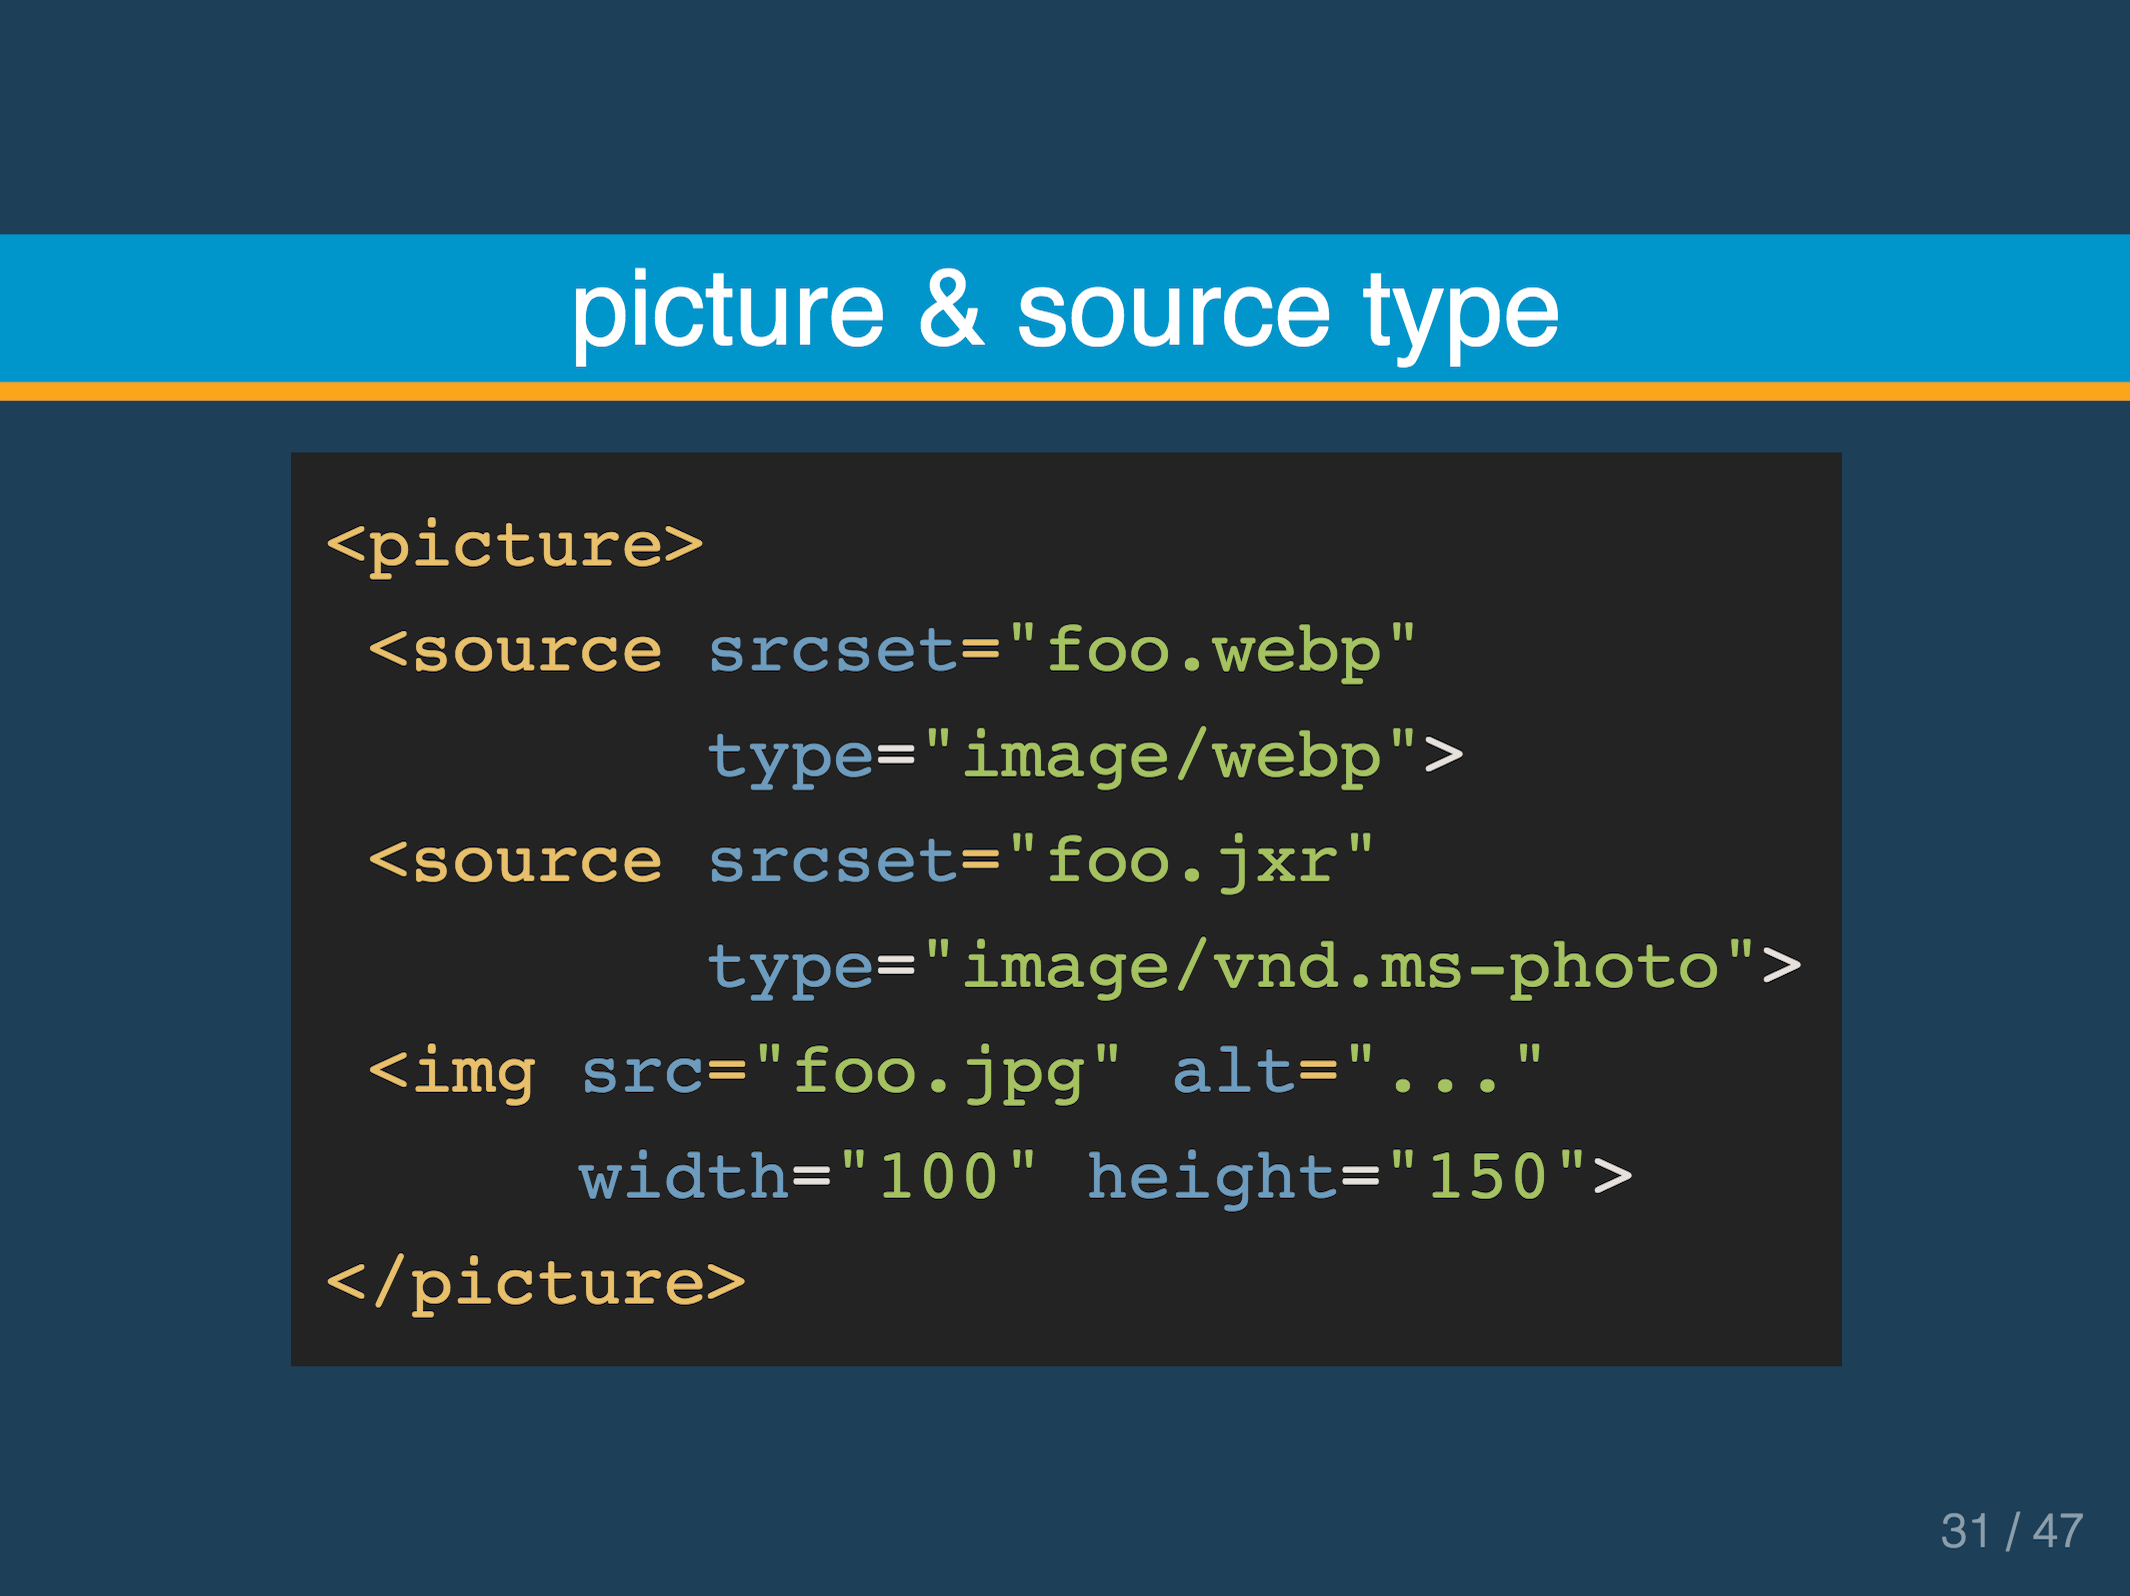 picture & source type
<picture>
 <source srcset="foo.webp"
         type="image/webp">
 <source srcset="foo.jxr"
         type="image/vnd.ms-photo">
 <img src="foo.jpg" alt="..."
      width="100" height="150">
</picture>
31 / 47